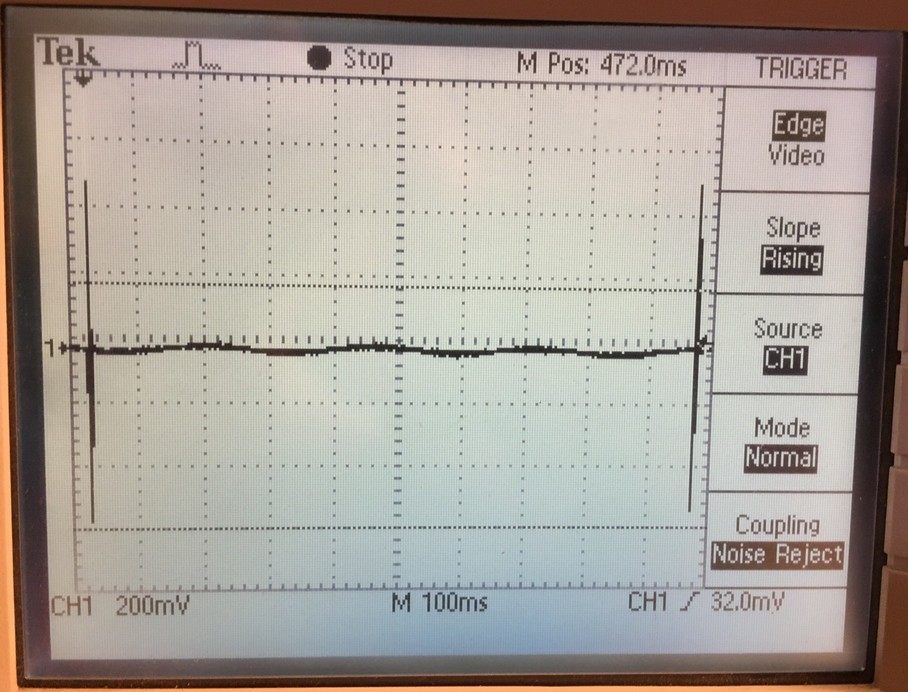 Tek Stop M Pos: 472.0ms TRIGGER
Edge
Video
Slope
Rising
Source
CH1
Mode
Normal
Coupling
Noise Reject
1
CH1 200mV M 100ms CH1 32.0mV